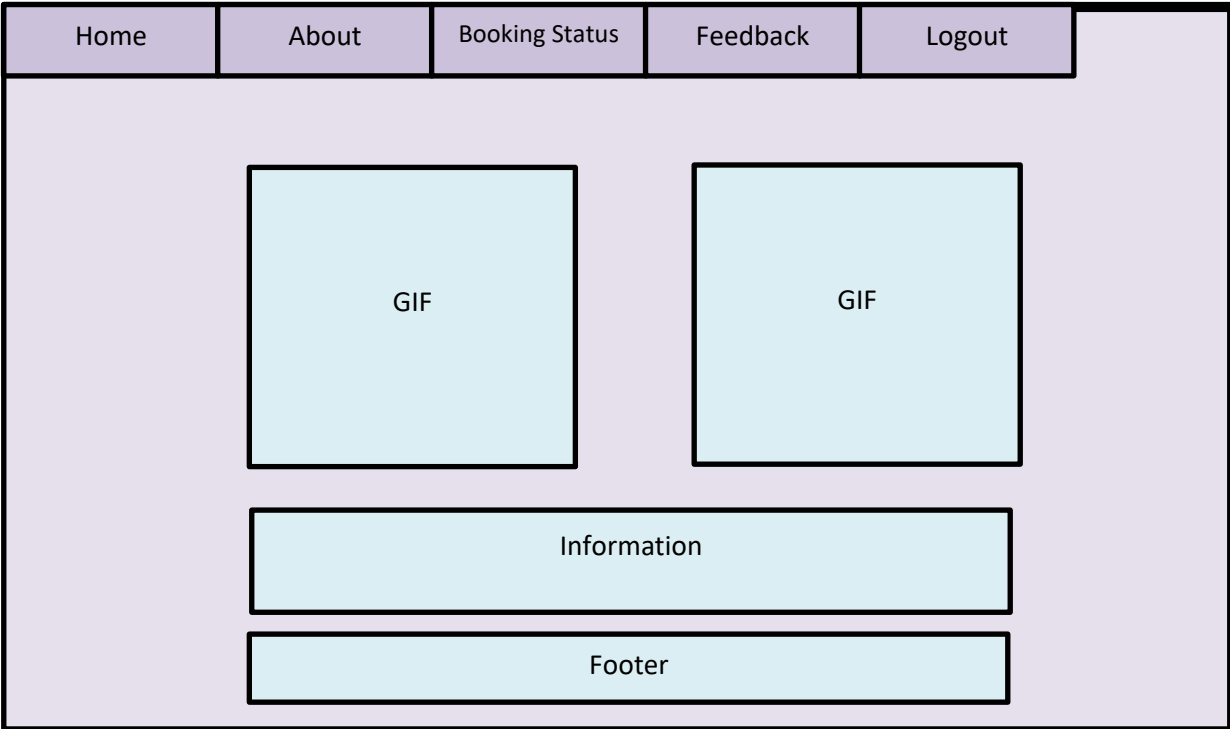 Home
About
Booking Status
Feedback
Logout
GIF
GIF
Information
Footer